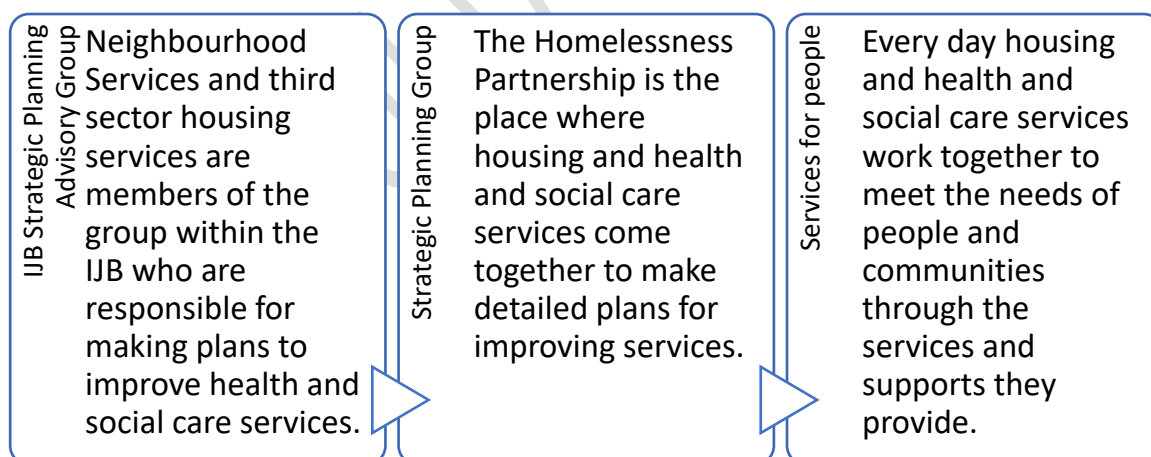 IJB Strategic Planning
Advisory Group
Neighbourhood
Services and third
sector housing
services are
members of the
group within the
IJB who are
responsible for
making plans to
improve health and
social care services.
Strategic Planning Group
The Homelessness
Partnership is the
place where
housing and health
and social care
services come
together to make
detailed plans for
improving services.
Services for people
Every day housing
and health and
social care services
work together to
meet the needs of
people and
communities
through the
services and
supports they
provide.